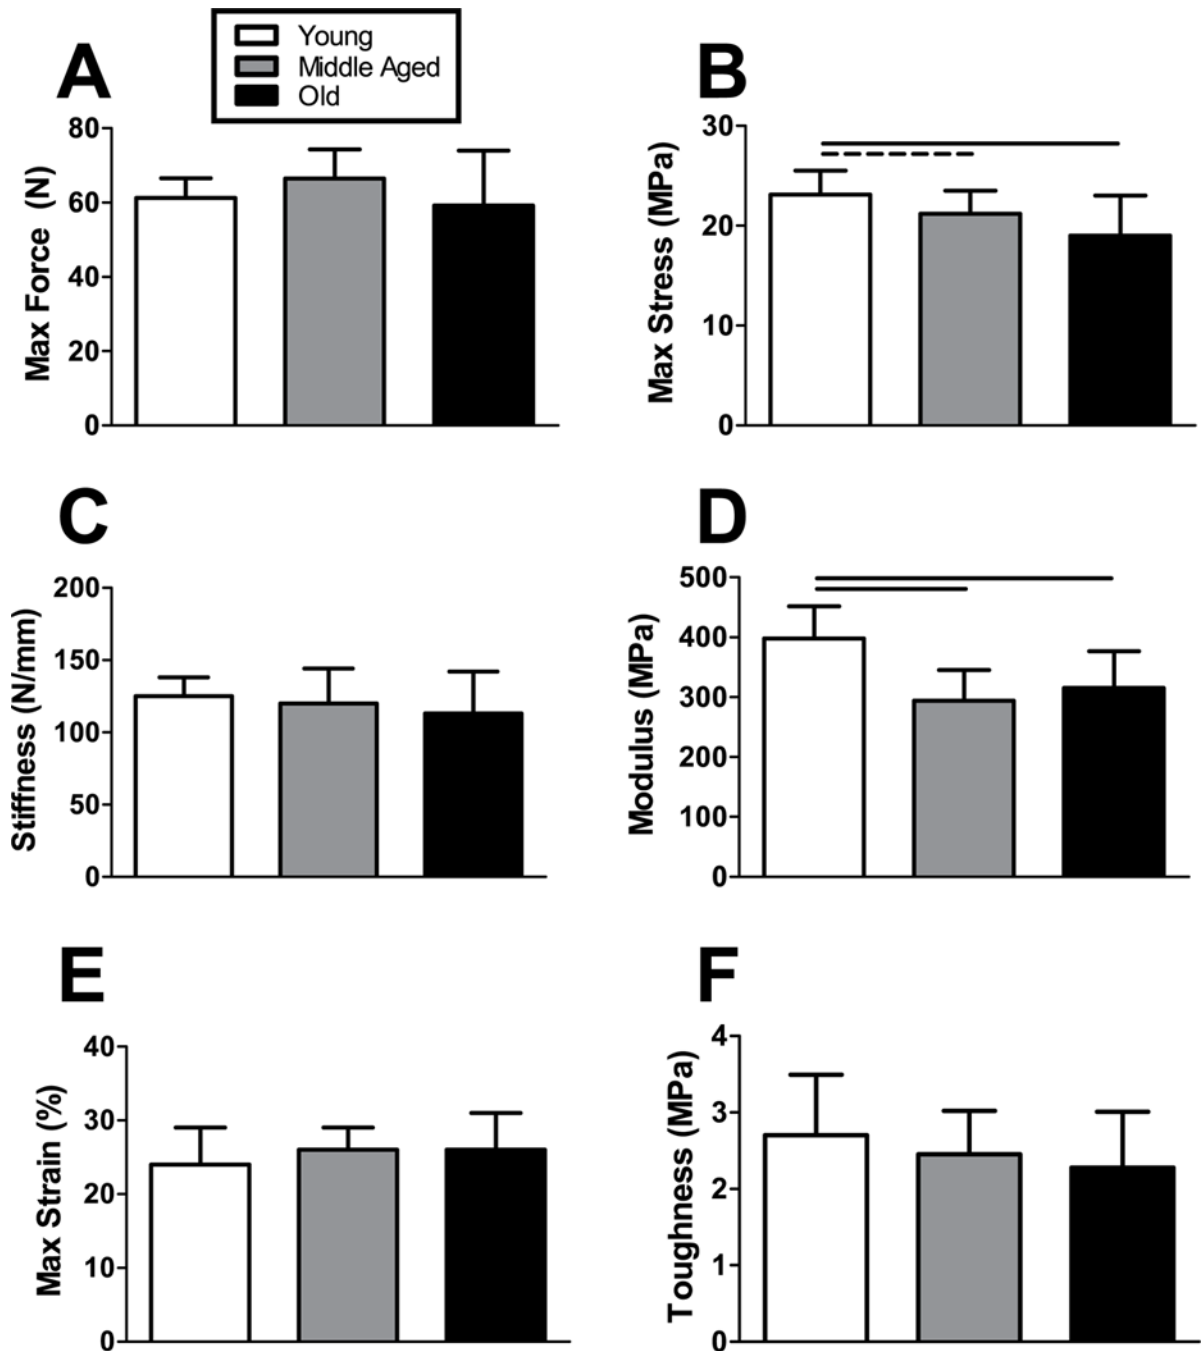 A
Young
Middle Aged
Old
Max Force (N)
80
60
40
20
0
B
Max Stress (MPa)
30
20
10
0
C
Stiffness (N/mm)
200
150
100
50
0
D
Modulus (MPa)
500
400
300
200
100
0
E
Max Strain (%)
40
30
20
10
0
F
Toughness (MPa)
4
3
2
1
0